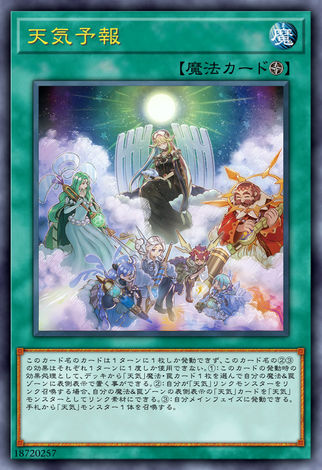 天気予報
魔
【魔法カード】
このカード名のカードは1ターンに1枚しか発動できず、このカード名の②③
の効果はそれぞれ1ターンに1度しか使用できない。①:このカードの発動時の
効果処理として、デッキから「天気」魔法・罠カード1枚を選んで自分の魔法&罠
ゾーンに表側表示で置く事ができる。②:自分が「天気」リンクモンスターをリ
ンク召喚する場合、自分の魔法&罠ゾーンの表側表示の「天気」カードを「天気」
モンスターとしてリンク素材にできる。③:自分メインフェイズに発動できる。
手札から「天気」モンスター1体を召喚する。
18720257